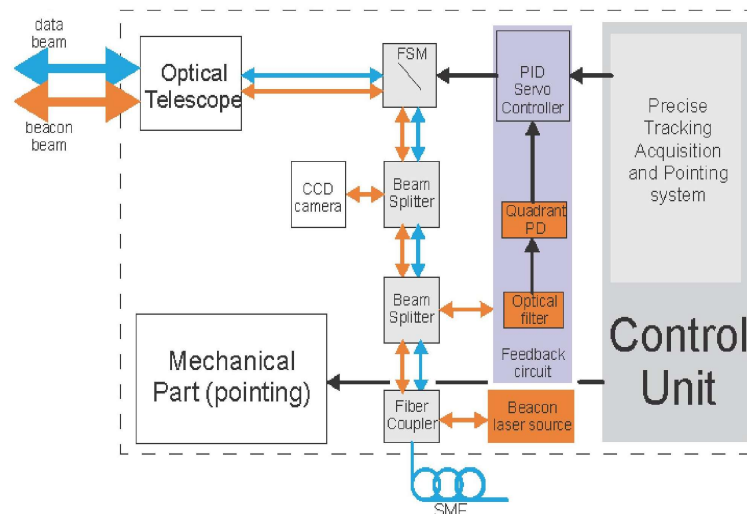 data
beam
beacon
beam
Optical
Telescope
FSM
PID
Servo
Controller
Precise
Tracking
Acquisition
and Pointing
system
CCD
camera
Beam
Splitter
Quadrant
PD
Beam
Splitter
Optical
filter
Mechanical
Part (pointing)
Feedback
circuit
Control
Unit
Fiber
Coupler
Beacon
laser source
SMF